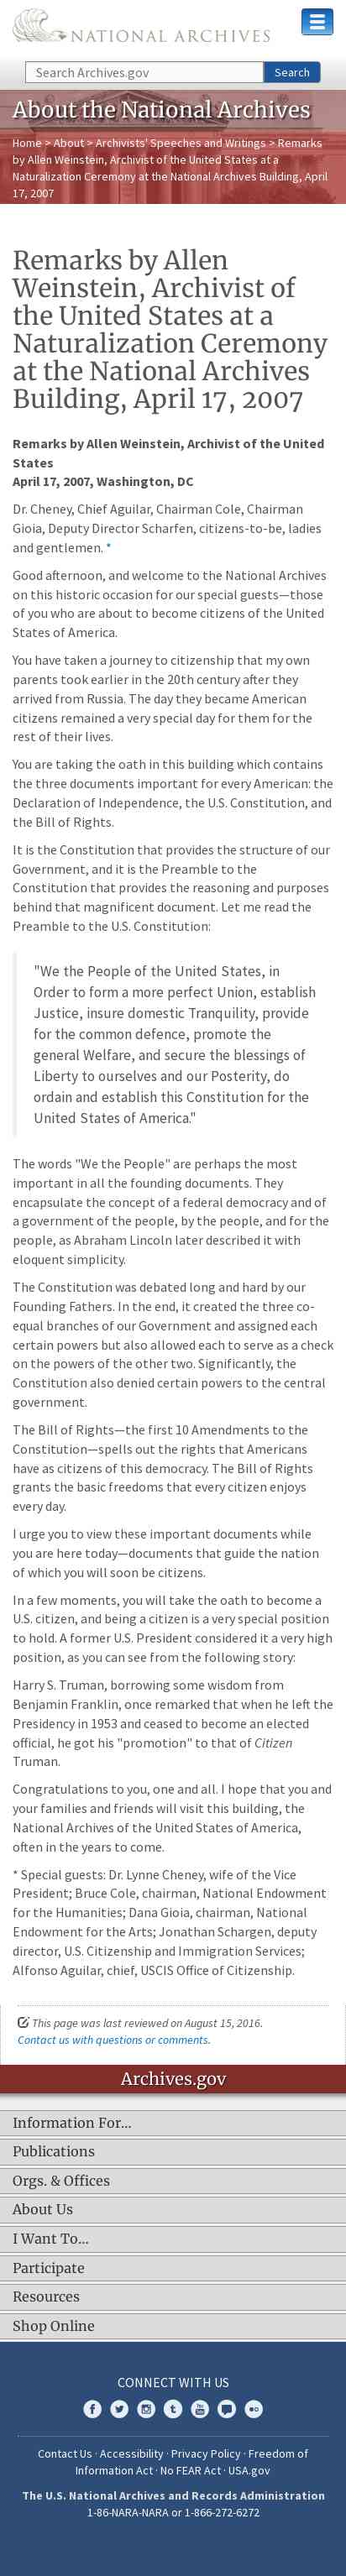 NATIONAL ARCHIVES
Search Archives.gov
Search
About the National Archives
Home > About > Archivists' Speeches and Writings > Remarks
by Allen Weinstein, Archivist of the United States at a
Naturalization Ceremony at the National Archives Building, April
17, 2007
Remarks by Allen
Weinstein, Archivist of
the United States at a
Naturalization Ceremony
at the National Archives
Building, April 17, 2007
Remarks by Allen Weinstein, Archivist of the United
States
April 17, 2007, Washington, DC
Dr. Cheney, Chief Aguilar, Chairman Cole, Chairman
Gioia, Deputy Director Scharfen, citizens-to-be, ladies
and gentlemen. *
Good afternoon, and welcome to the National Archives
on this historic occasion for our special guests—those
of you who are about to become citizens of the United
States of America.
You have taken a journey to citizenship that my own
parents took earlier in the 20th century after they
arrived from Russia. The day they became American
citizens remained a very special day for them for the
rest of their lives.
You are taking the oath in this building which contains
the three documents important for every American: the
Declaration of Independence, the U.S. Constitution, and
the Bill of Rights.
It is the Constitution that provides the structure of our
Government, and it is the Preamble to the
Constitution that provides the reasoning and purposes
behind that magnificent document. Let me read the
Preamble to the U.S. Constitution:
"We the People of the United States, in
Order to form a more perfect Union, establish
Justice, insure domestic Tranquility, provide
for the common defence, promote the
general Welfare, and secure the blessings of
Liberty to ourselves and our Posterity, do
ordain and establish this Constitution for the
United States of America."
The words "We the People" are perhaps the most
important in all the founding documents. They
encapsulate the concept of a federal democracy and of
a government of the people, by the people, and for the
people, as Abraham Lincoln later described it with
eloquent simplicity.
The Constitution was debated long and hard by our
Founding Fathers. In the end, it created the three co-
equal branches of our Government and assigned each
certain powers but also allowed each to serve as a check
on the powers of the other two. Significantly, the
Constitution also denied certain powers to the central
government.
The Bill of Rights—the first 10 Amendments to the
Constitution—spells out the rights that Americans
have as citizens of this democracy. The Bill of Rights
grants the basic freedoms that every citizen enjoys
every day.
I urge you to view these important documents while
you are here today—documents that guide the nation
of which you will soon be citizens.
In a few moments, you will take the oath to become a
U.S. citizen, and being a citizen is a very special position
to hold. A former U.S. President considered it a very high
position, as you can see from the following story:
Harry S. Truman, borrowing some wisdom from
Benjamin Franklin, once remarked that when he left the
Presidency in 1953 and ceased to become an elected
official, he got his "promotion" to that of Citizen
Truman.
Congratulations to you, one and all. I hope that you and
your families and friends will visit this building, the
National Archives of the United States of America,
often in the years to come.
* Special guests: Dr. Lynne Cheney, wife of the Vice
President; Bruce Cole, chairman, National Endowment
for the Humanities; Dana Gioia, chairman, National
Endowment for the Arts; Jonathan Schargen, deputy
director, U.S. Citizenship and Immigration Services;
Alfonso Aguilar, chief, USCIS Office of Citizenship.
This page was last reviewed on August 15, 2016.
Contact us with questions or comments.
Archives.gov
Information For…
Publications
Orgs. & Offices
About Us
I Want To…
Participate
Resources
Shop Online
CONNECT WITH US
Contact Us · Accessibility · Privacy Policy · Freedom of
Information Act · No FEAR Act · USA.gov
The U.S. National Archives and Records Administration
1-86-NARA-NARA or 1-866-272-6272